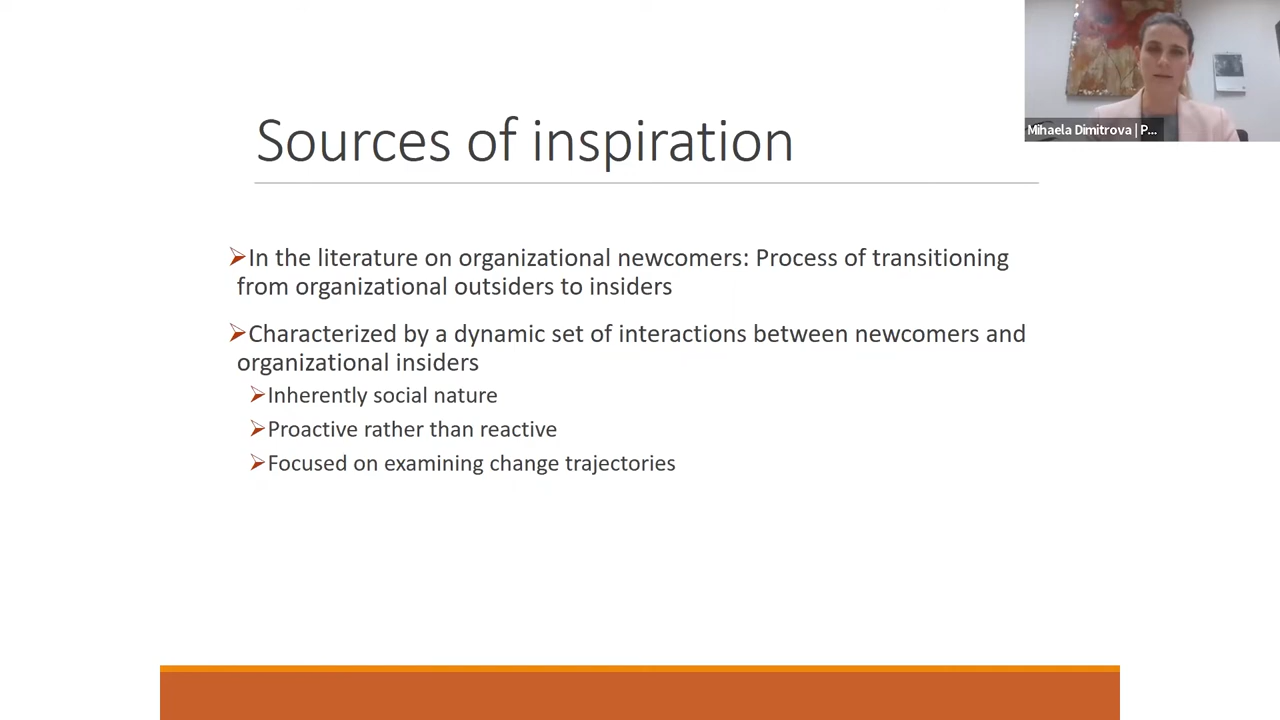 Mihaela Dimitrova | P...
Sources of inspiration
In the literature on organizational newcomers: Process of transitioning
from organizational outsiders to insiders
Characterized by a dynamic set of interactions between newcomers and
organizational insiders
Inherently social nature
Proactive rather than reactive
Focused on examining change trajectories